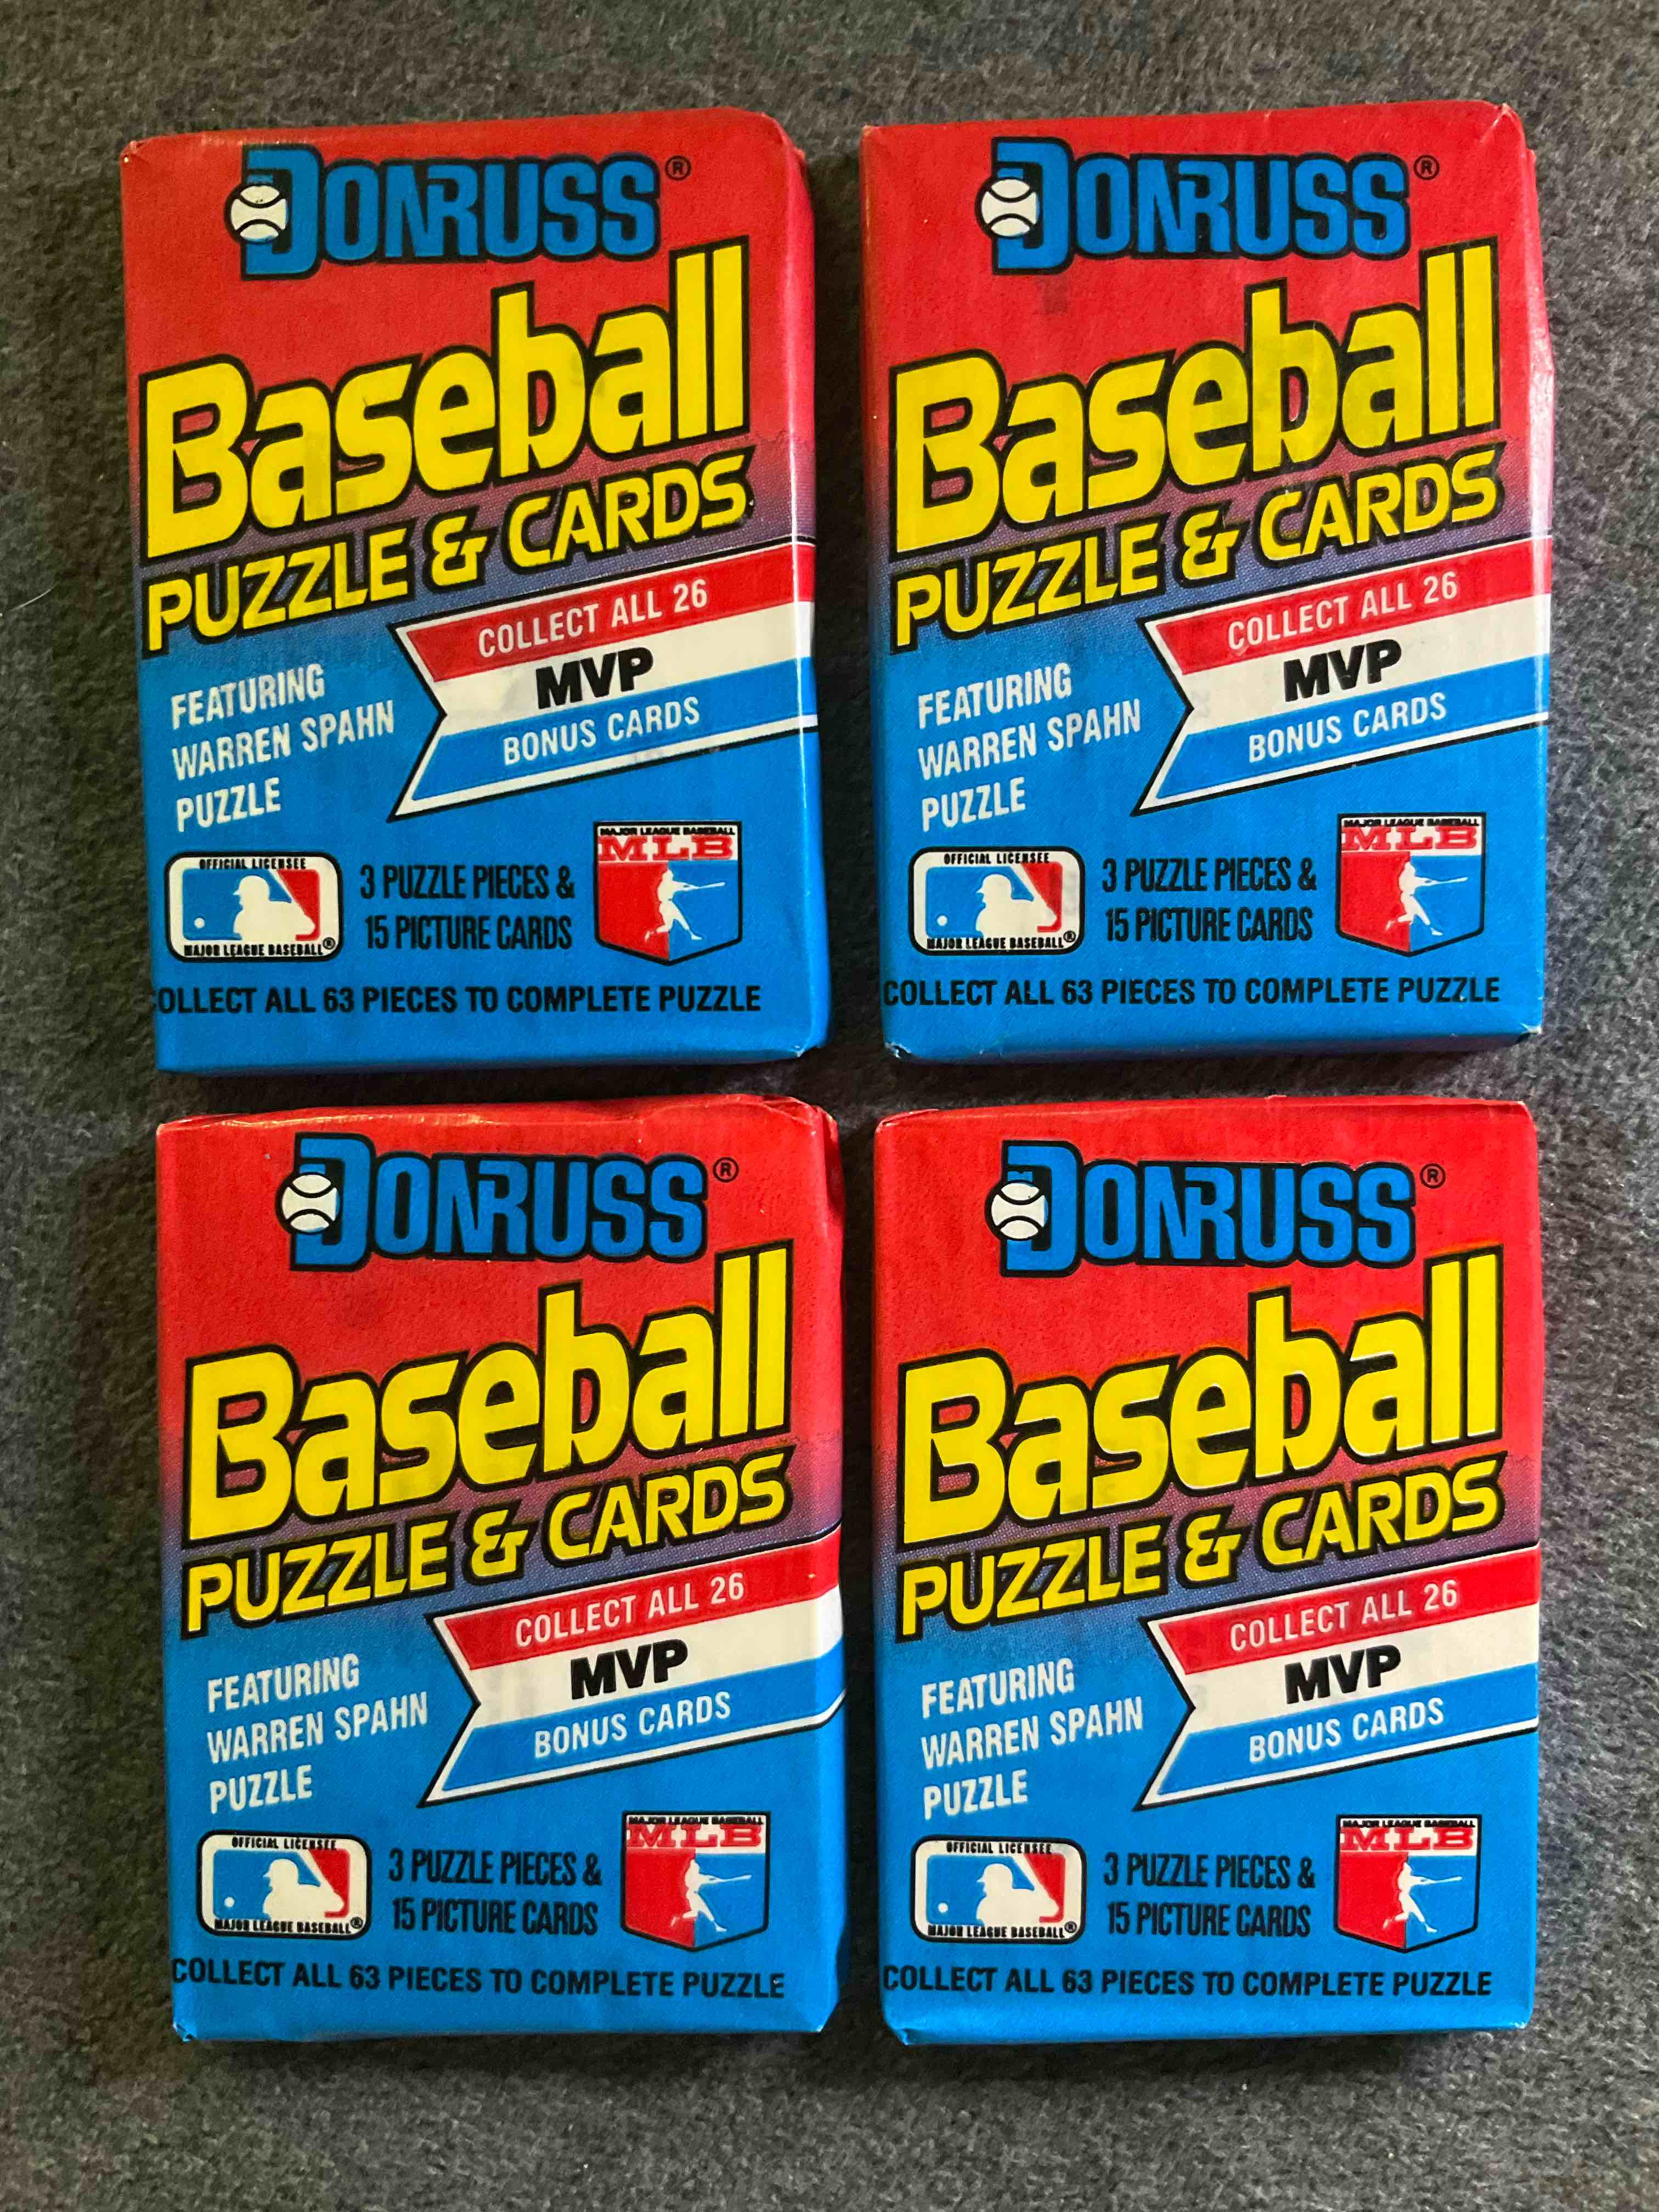 DONRUSS®
Baseball
PUZZLE & CARDS
COLLECT ALL 26
MVP
BONUS CARDS
FEATURING
WARREN SPAHN
PUZZLE
OFFICIAL LICENSEE
MAJOR LEAGUE BASEBALL®
3 PUZZLE PIECES &
15 PICTURE CARDS
MAJOR LEAGUE BASEBALL
MLB
OLLECT ALL 63 PIECES TO COMPLETE PUZZLE
DONRUSS®
Baseball
PUZZLE & CARDS
COLLECT ALL 26
MVP
BONUS CARDS
FEATURING
WARREN SPAHN
PUZZLE
OFFICIAL LICENSEE
MAJOR LEAGUE BASEBALL®
3 PUZZLE PIECES &
15 PICTURE CARDS
MAJOR LEAGUE BASEBALL
MLB
COLLECT ALL 63 PIECES TO COMPLETE PUZZLE
DONRUSS®
Baseball
PUZZLE & CARDS
COLLECT ALL 26
MVP
BONUS CARDS
FEATURING
WARREN SPAHN
PUZZLE
OFFICIAL LICENSEE
MAJOR LEAGUE BASEBALL®
3 PUZZLE PIECES &
15 PICTURE CARDS
MAJOR LEAGUE BASEBALL
MLB
COLLECT ALL 63 PIECES TO COMPLETE PUZZLE
DONRUSS®
Baseball
PUZZLE & CARDS
COLLECT ALL 26
MVP
BONUS CARDS
FEATURING
WARREN SPAHN
PUZZLE
OFFICIAL LICENSEE
MAJOR LEAGUE BASEBALL®
3 PUZZLE PIECES &
15 PICTURE CARDS
MAJOR LEAGUE BASEBALL
MLB
COLLECT ALL 63 PIECES TO COMPLETE PUZZLE